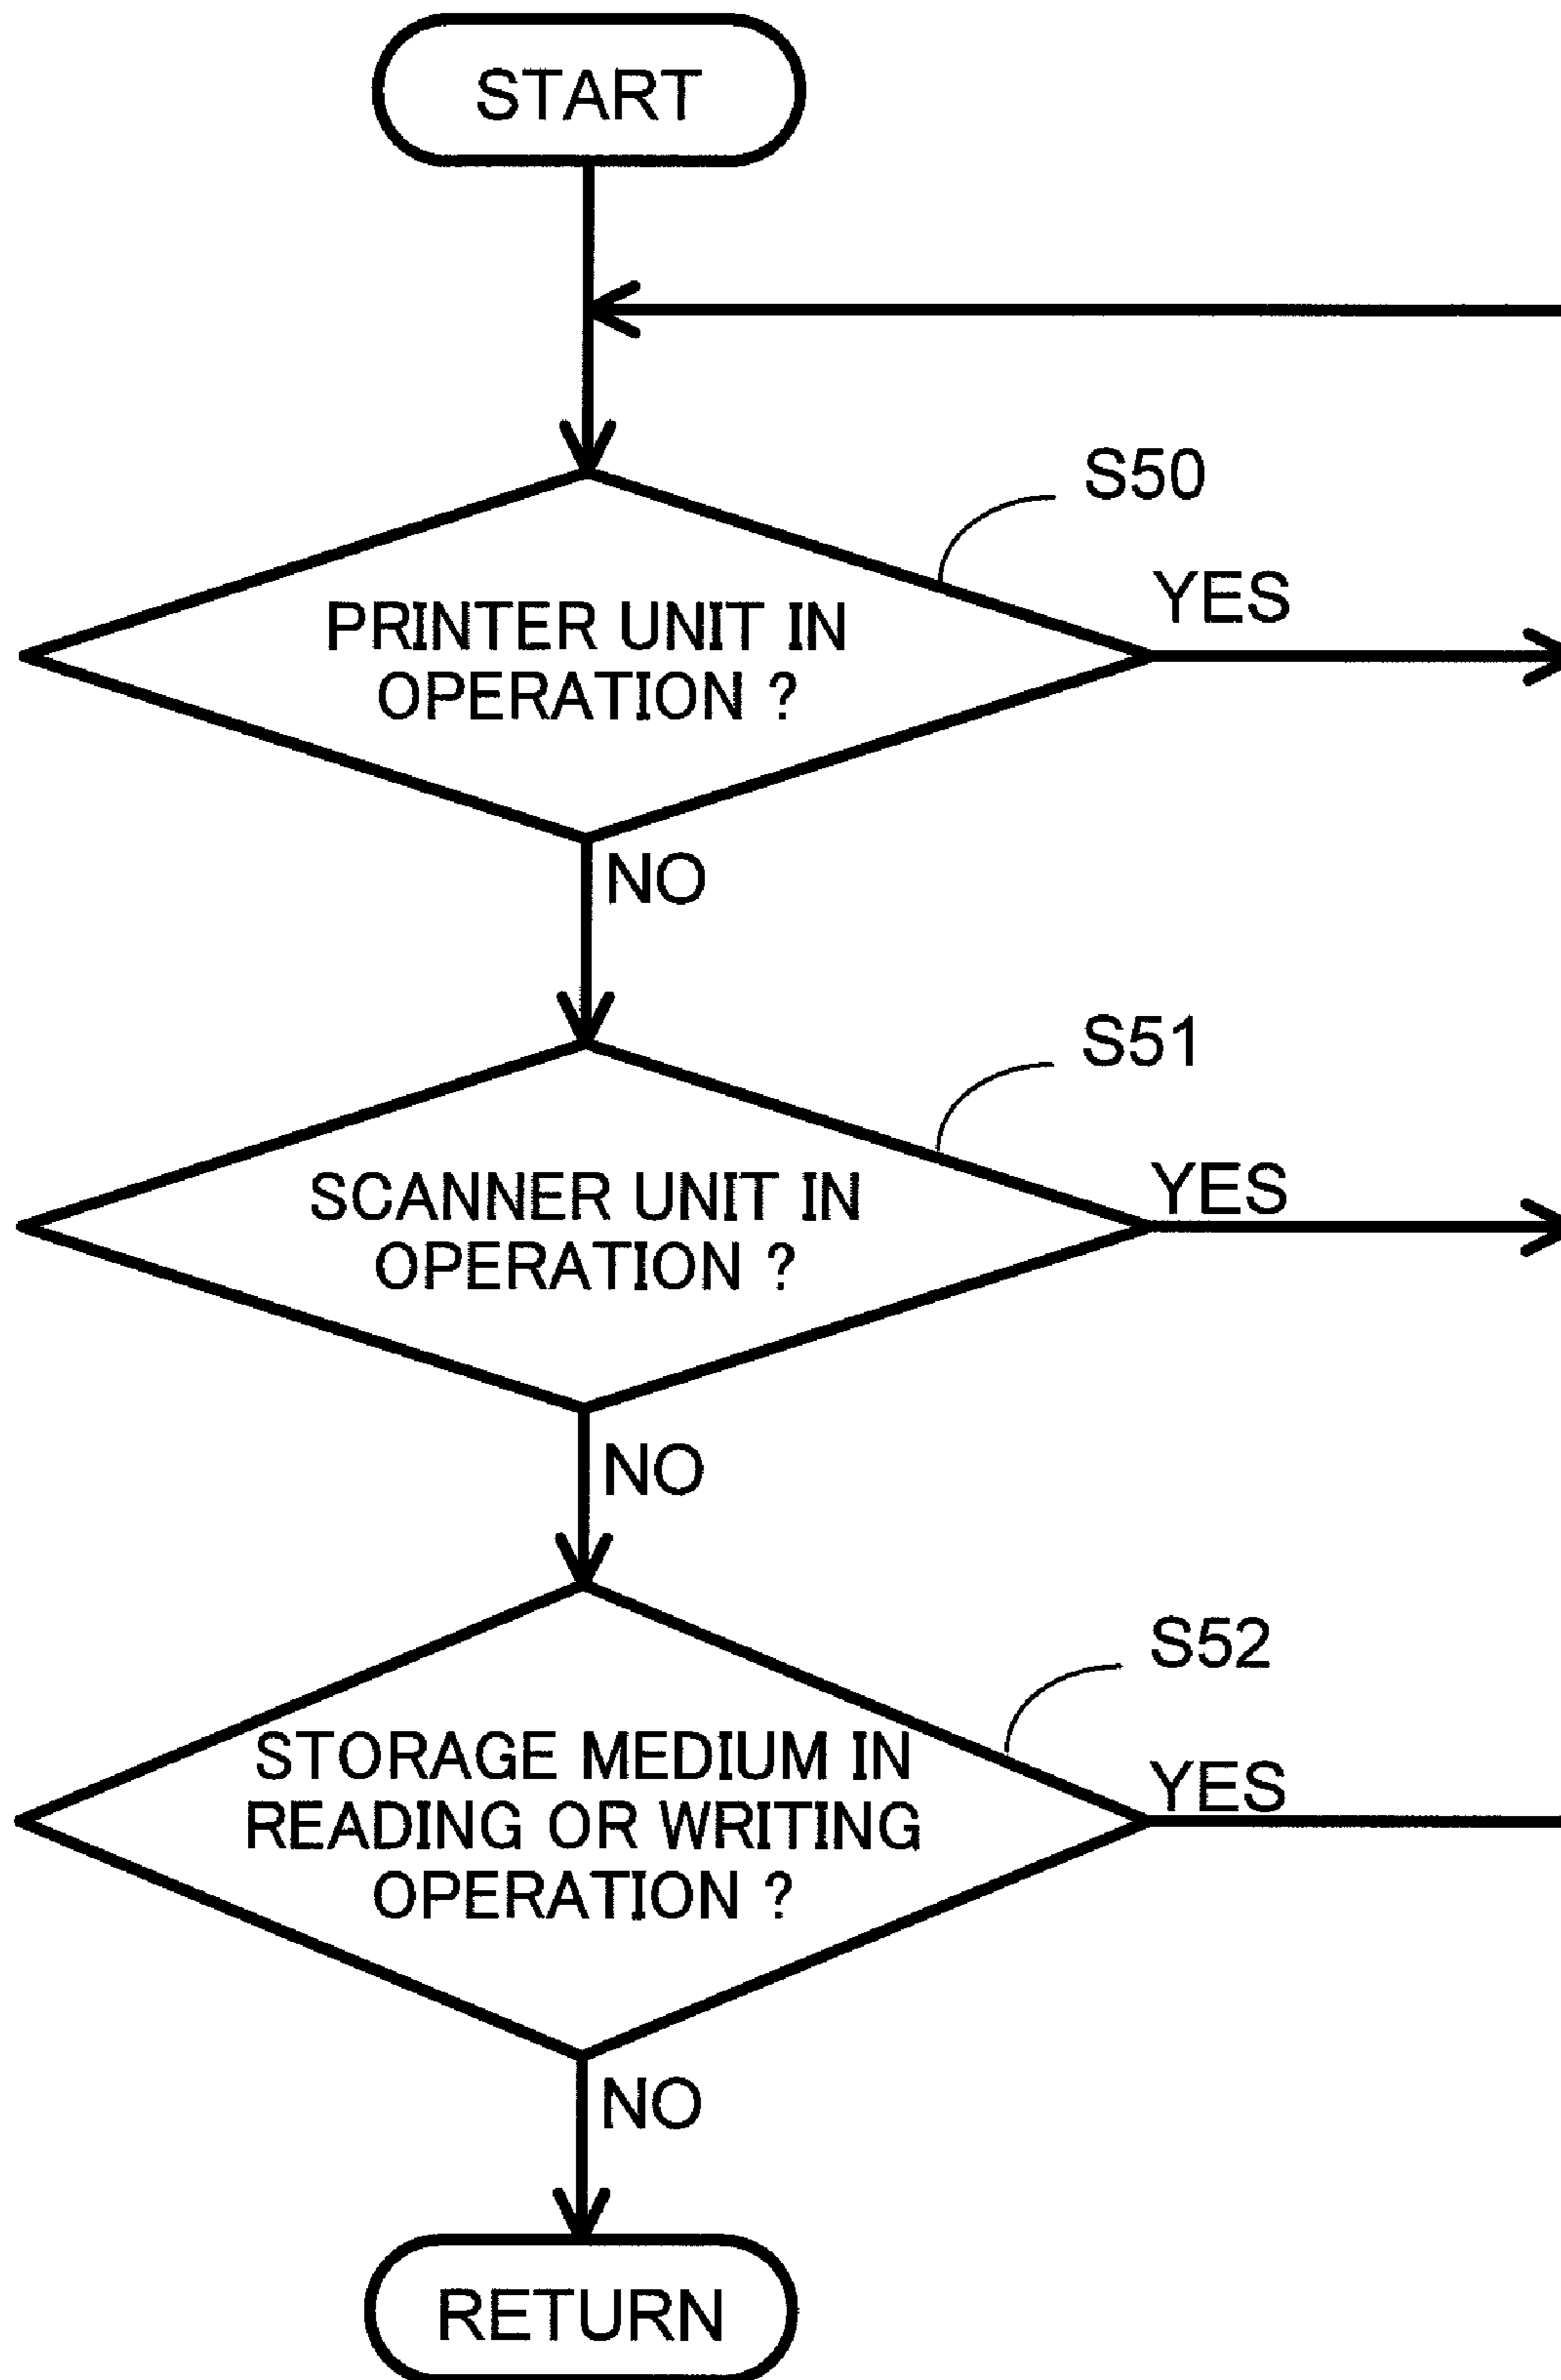 START
S50
YES
PRINTER UNIT IN
OPERATION ?
NO
S51
YES
SCANNER UNIT IN
OPERATION ?
NO
S52
YES
STORAGE MEDIUM IN
READING OR WRITING
OPERATION ?
NO
RETURN